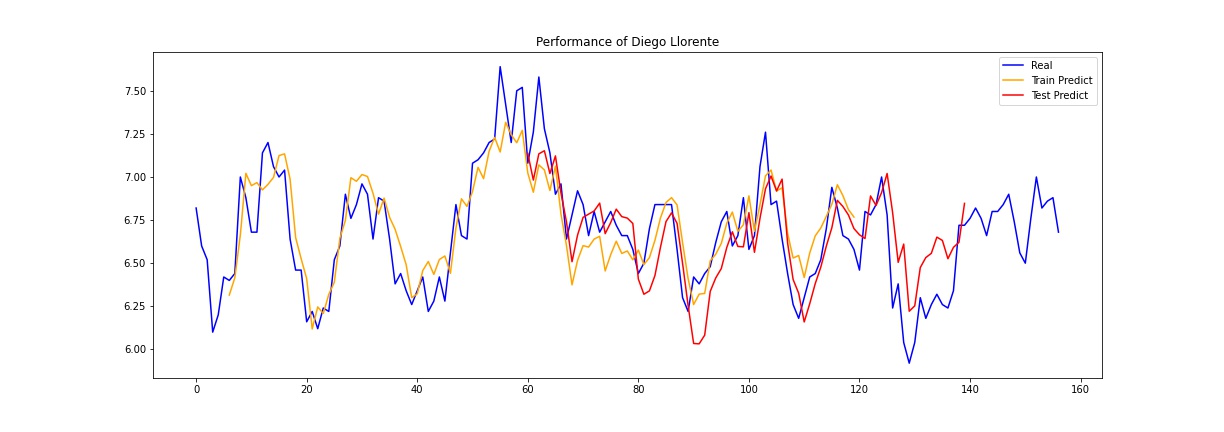 Performance of Diego Llorente
Real
Train Predict
Test Predict
7.50
7.25
7.00
6.75
6.50
6.25
6.00
0 20 40 60 80 100 120 140 160